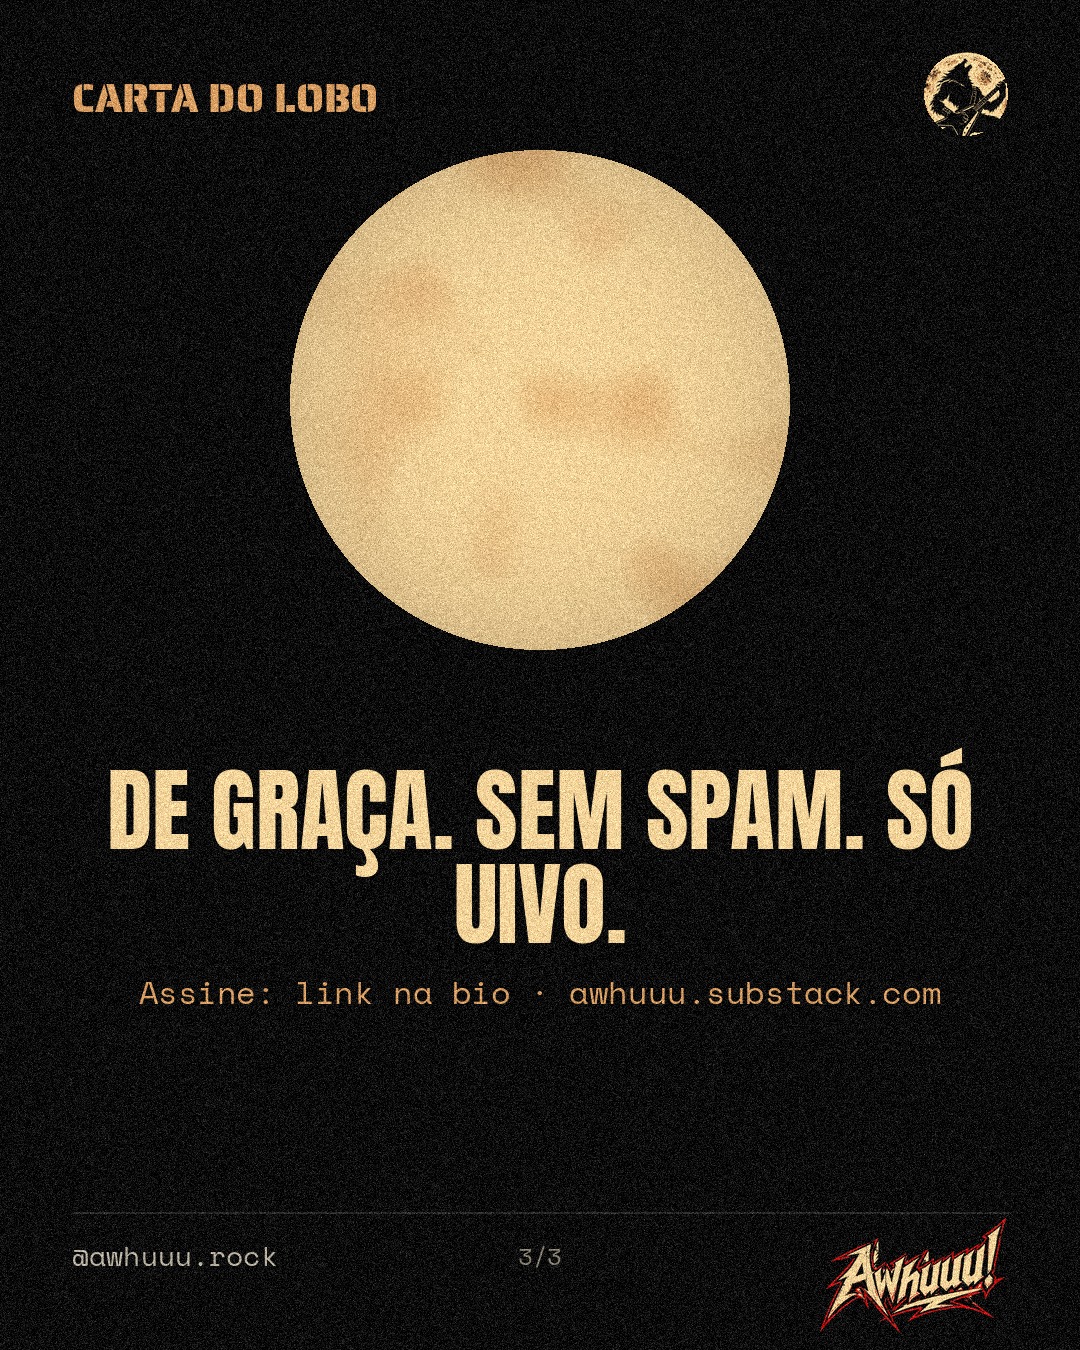 CARTA DO LOBO
DE GRAÇA. SEM SPAM. SÓ
UIVO.
Assine: link na bio · awhuuu.substack.com
@awhuuu.rock
3/3
Awhuuu!